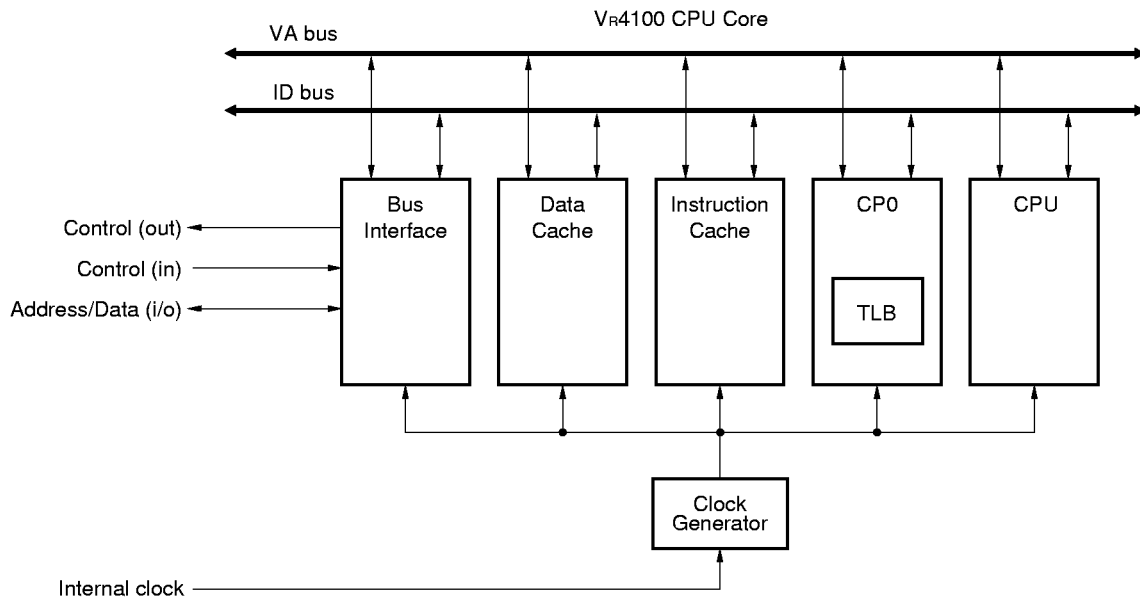 VR4100 CPU Core
VA bus
ID bus
Bus
Interface
Data
Cache
Instruction
Cache
CP0
CPU
Control (out)
Control (in)
Address/Data (i/o)
TLB
Clock
Generator
Internal clock